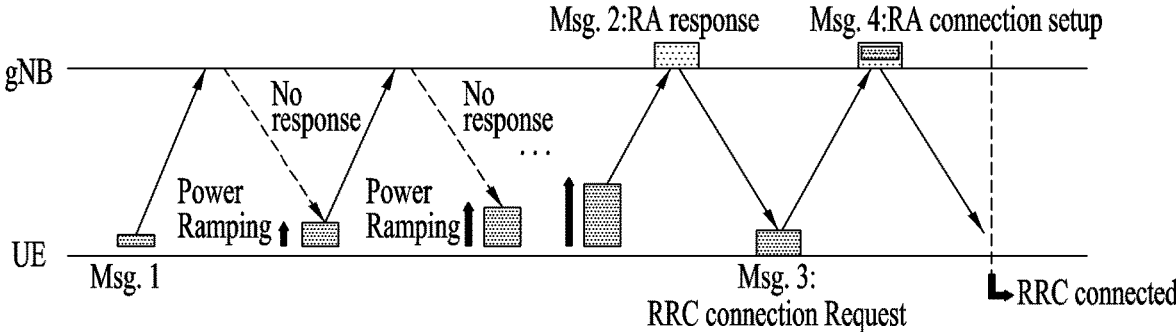 Msg. 2:RA response
Msg. 4:RA connection setup
gNB
No
response
No
response
...
Power
Ramping
Power
Ramping
UE
Msg. 1
Msg. 3:
RRC connection Request
RRC connected